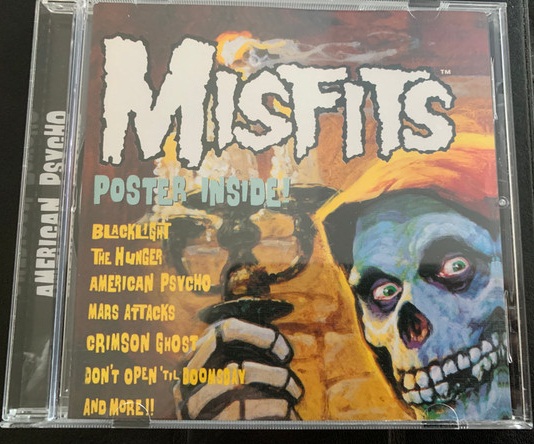 MISFITS™
POSTER INSIDE!
BLACKLIGHT
THE HUNGER
AMERICAN PSYCHO
MARS ATTACKS
CRIMSON GHOST
DON'T OPEN 'TIL DOOMSDAY
AND MORE!!
AMERICAN PSYCHO